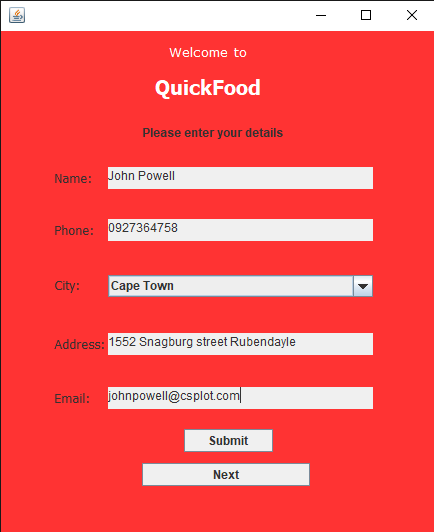 Welcome to
QuickFood
Please enter your details
Name: John Powell
Phone: 0927364758
City: Cape Town
Address: 1552 Snagburg street Rubendayle
Email: johnpowell@csplot.com
Submit
Next